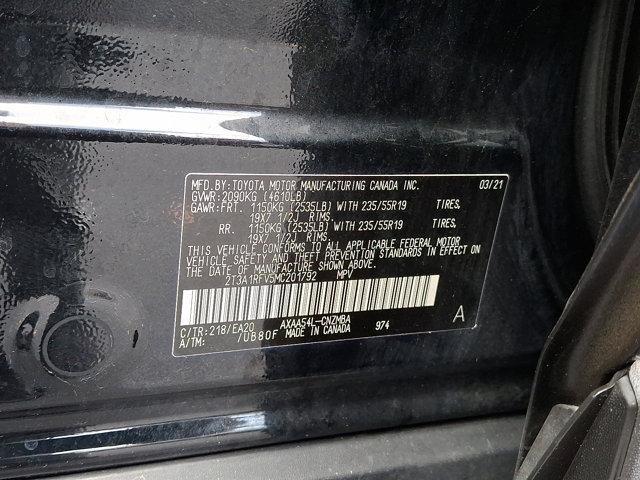 MFD.BY:TOYOTA MOTOR MANUFACTURING CANADA INC. 03/21
GVWR:2090KG (4610LB)
GAWR:FRT. 1150KG (2535LB) WITH 235/55R19 TIRES,
19X7 1/2J RIMS.
RR. 1150KG (2535LB) WITH 235/55R19 TIRES,
19X7 1/2J RIMS.
THIS VEHICLE CONFORMS TO ALL APPLICABLE FEDERAL MOTOR
VEHICLE SAFETY AND THEFT PREVENTION STANDARDS IN EFFECT
ON THE DATE OF MANUFACTURE SHOWN ABOVE.
2T3A1RFV5MC201792 MPV
C/TR:218/EA20 AXAA54L-CNZMBA A
A/TM: /UB80F MADE IN CANADA 974